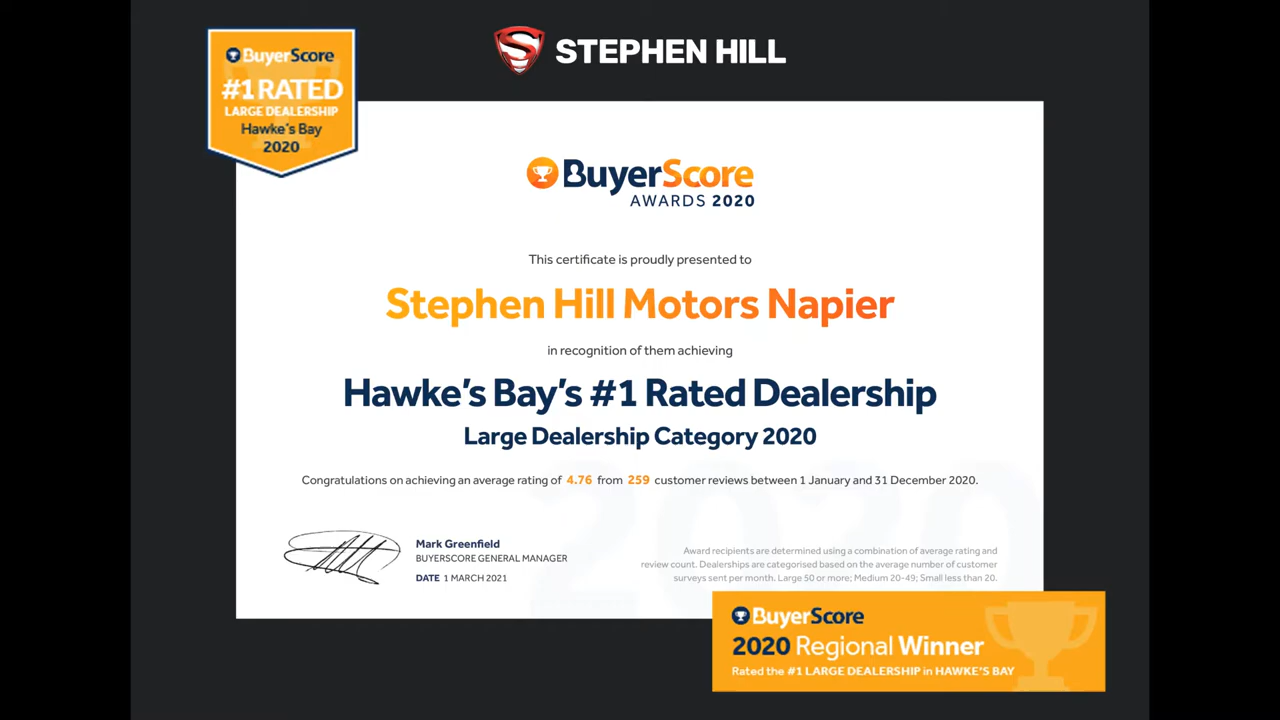 BuyerScore
#1 RATED
LARGE DEALERSHIP
Hawke's Bay
2020
STEPHEN HILL
BuyerScore
AWARDS 2020
This certificate is proudly presented to
Stephen Hill Motors Napier
in recognition of them achieving
Hawke's Bay's #1 Rated Dealership
Large Dealership Category 2020
Congratulations on achieving an average rating of 4.76 from 259 customer reviews between 1 January and 31 December 2020.
2020
Mark Greenfield
BUYERSCORE GENERAL MANAGER
DATE 1 MARCH 2021
Award recipients are determined using a combination of average rating and
review count. Dealerships are categorised based on the average number of customer
surveys sent per month. Large 50 or more; Medium 20-49; Small less than 20.
BuyerScore
2020 Regional Winner
Rated the #1 LARGE DEALERSHIP in HAWKE'S BAY